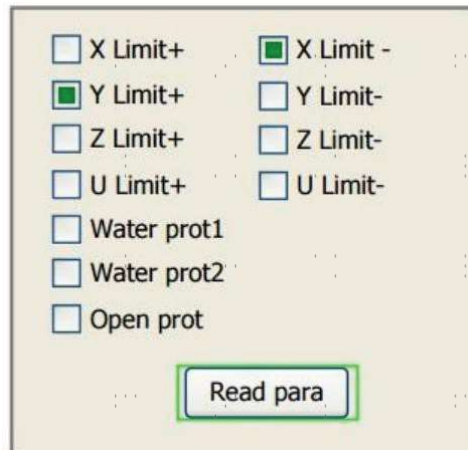 X Limit+ X Limit -
Y Limit+ Y Limit-
Z Limit+ Z Limit-
U Limit+ U Limit-
Water prot1
Water prot2
Open prot
Read para